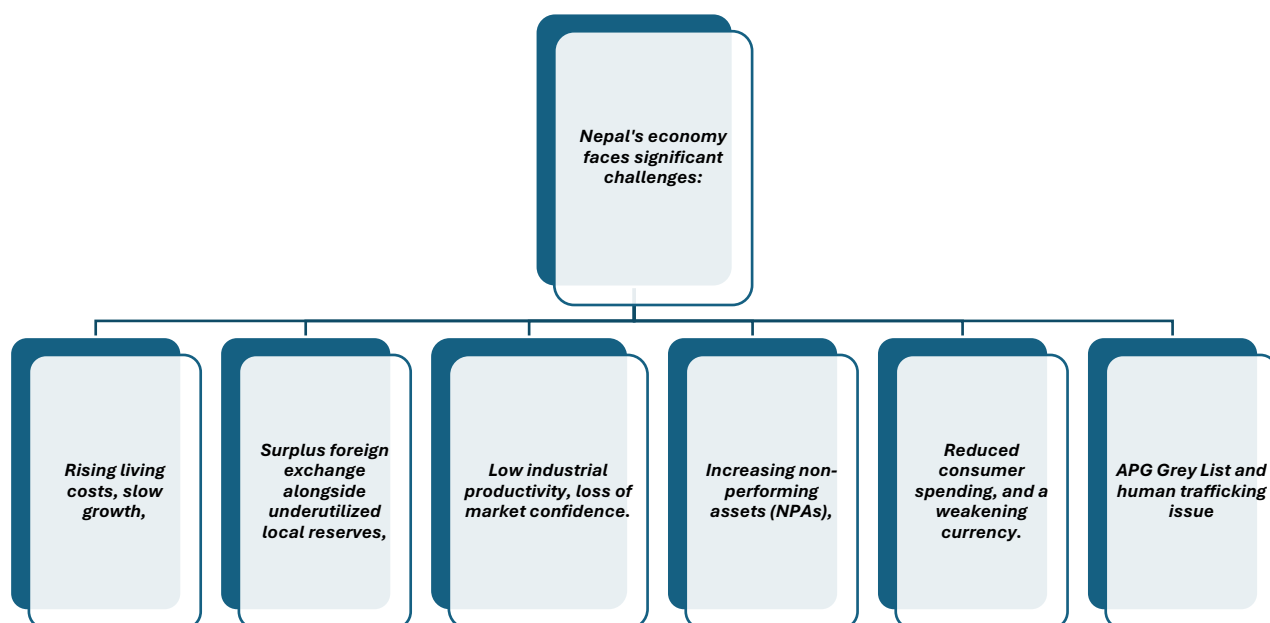 Nepal's economy
faces significant
challenges:
Rising living
costs, slow
growth,
Surplus foreign
exchange
alongside
underutilized
local reserves,
Low industrial
productivity, loss of
market confidence.
Increasing non-
performing
assets (NPAs),
Reduced
consumer
spending, and a
weakening
currency.
APG Grey List and
human trafficking
issue